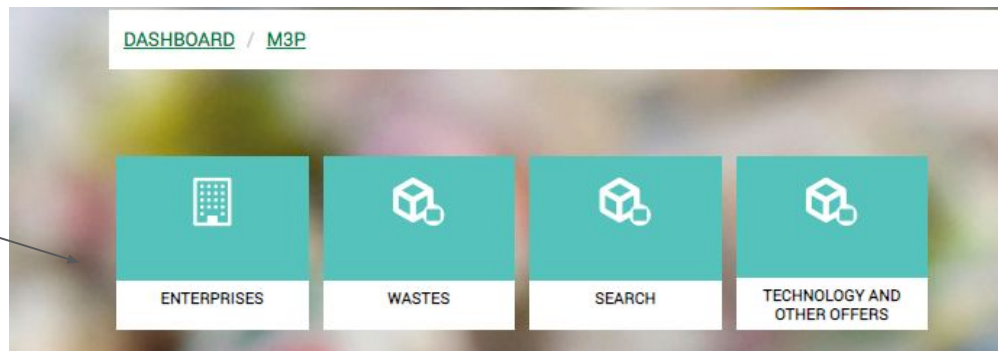 DASHBOARD / M3P
ENTERPRISES
WASTES
SEARCH
TECHNOLOGY AND
OTHER OFFERS